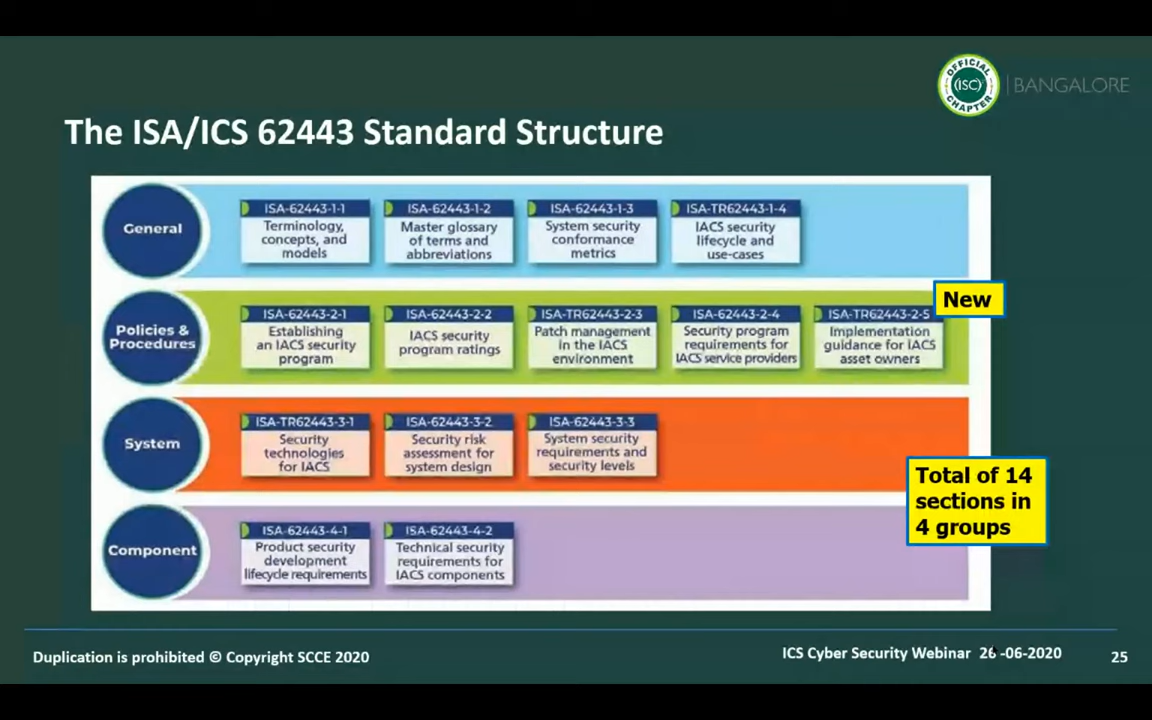 OFFICIAL
(ISC)
CHAPTER
BANGALORE
The ISA/ICS 62443 Standard Structure
General
ISA-62443-1-1
Terminology,
concepts, and
models
ISA-62443-1-2
Master glossary
of terms and
abbreviations
ISA-62443-1-3
System security
conformance
metrics
ISA-TR62443-1-4
IACS security
lifecycle and
use-cases
New
Policies &
Procedures
ISA-62443-2-1
Establishing
an IACS security
program
ISA-62443-2-2
IACS security
program ratings
ISA-TR62443-2-3
Patch management
in the IACS
environment
ISA-62443-2-4
Security program
requirements for
IACS service providers
ISA-TR62443-2-5
Implementation
guidance for IACS
asset owners
System
ISA-TR62443-3-1
Security
technologies
for IACS
ISA-62443-3-2
Security risk
assessment for
system design
ISA-62443-3-3
System security
requirements and
security levels
Total of 14
sections in
4 groups
Component
ISA-62443-4-1
Product security
development
lifecycle requirements
ISA-62443-4-2
Technical security
requirements for
IACS components
Duplication is prohibited © Copyright SCCE 2020
ICS Cyber Security Webinar 26 -06-2020
25